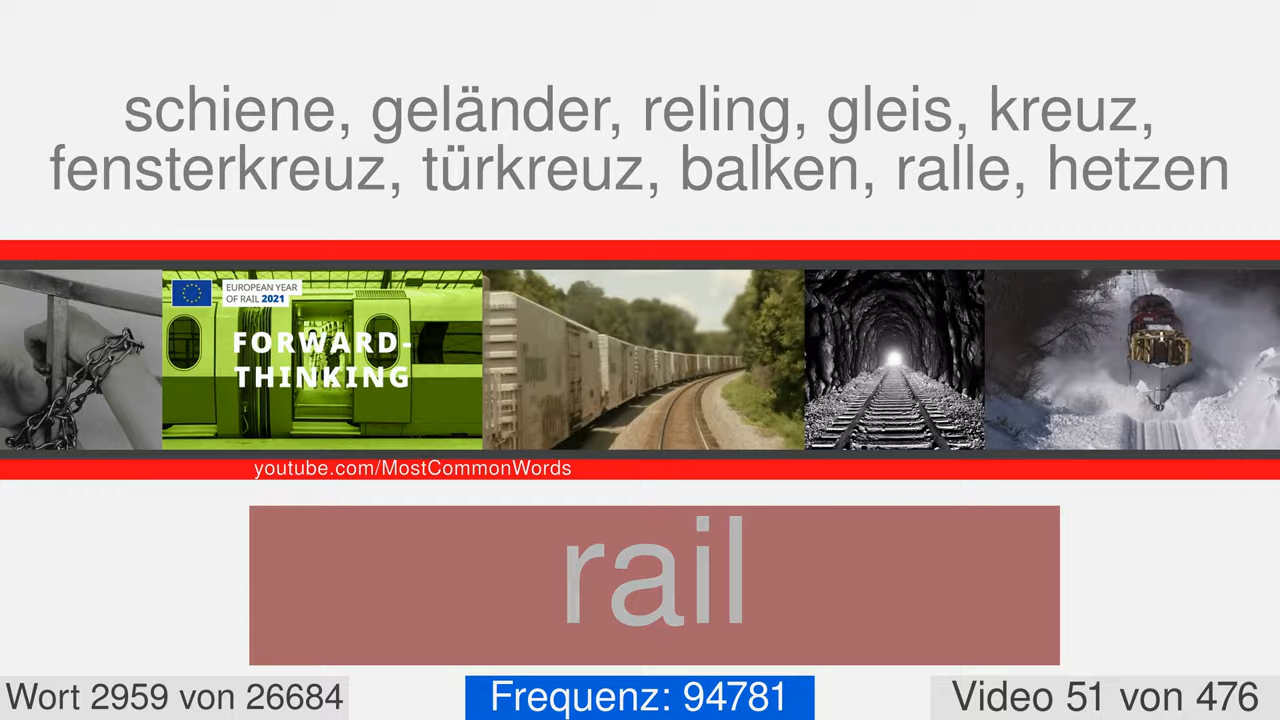 schiene, geländer, reling, gleis, kreuz,
fensterkreuz, türkreuz, balken, ralle, hetzen
EUROPEAN YEAR
OF RAIL 2021
FORWARD-
THINKING
youtube.com/MostCommonWords
rail
Wort 2959 von 26684
Frequenz: 94781
Video 51 von 476